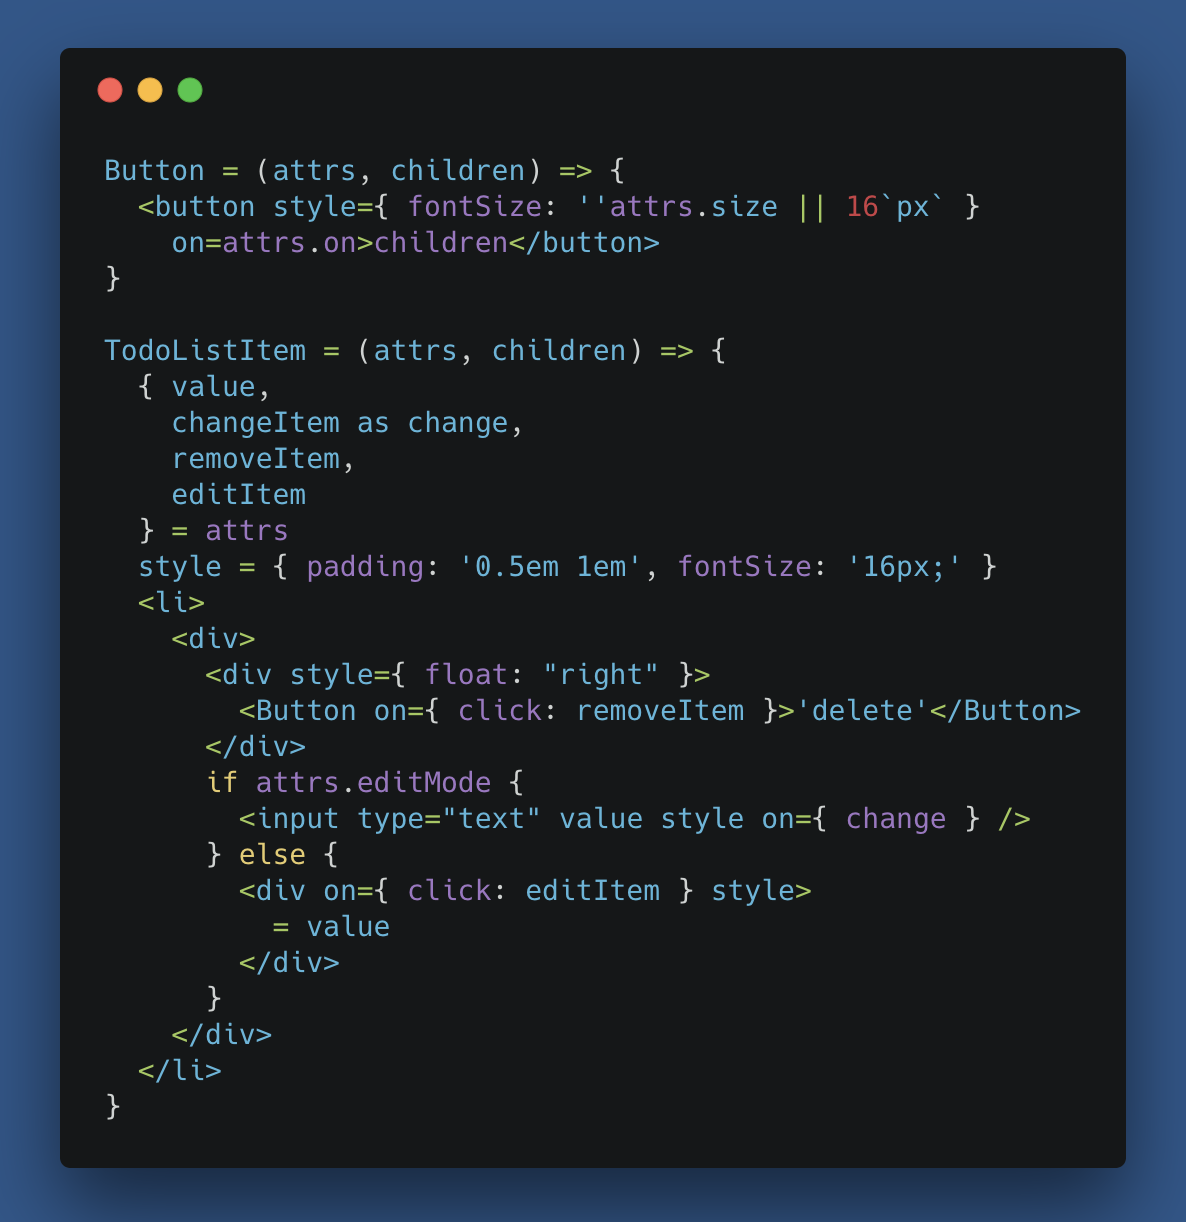 Button = (attrs, children) => {
  <button style={ fontSize: ''attrs.size || 16`px` }
    on=attrs.on>children</button>
}

TodoListItem = (attrs, children) => {
  { value,
    changeItem as change,
    removeItem,
    editItem
  } = attrs
  style = { padding: '0.5em 1em', fontSize: '16px;' }
  <li>
    <div>
      <div style={ float: "right" }>
        <Button on={ click: removeItem }>'delete'</Button>
      </div>
      if attrs.editMode {
        <input type="text" value style on={ change } />
      } else {
        <div on={ click: editItem } style>
          = value
        </div>
      }
    </div>
  </li>
}